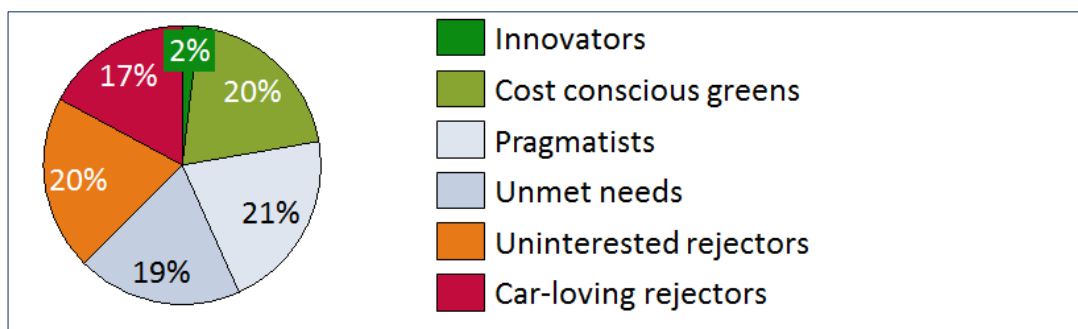 2%
20%
21%
19%
20%
17%
Innovators
Cost conscious greens
Pragmatists
Unmet needs
Uninterested rejectors
Car-loving rejectors